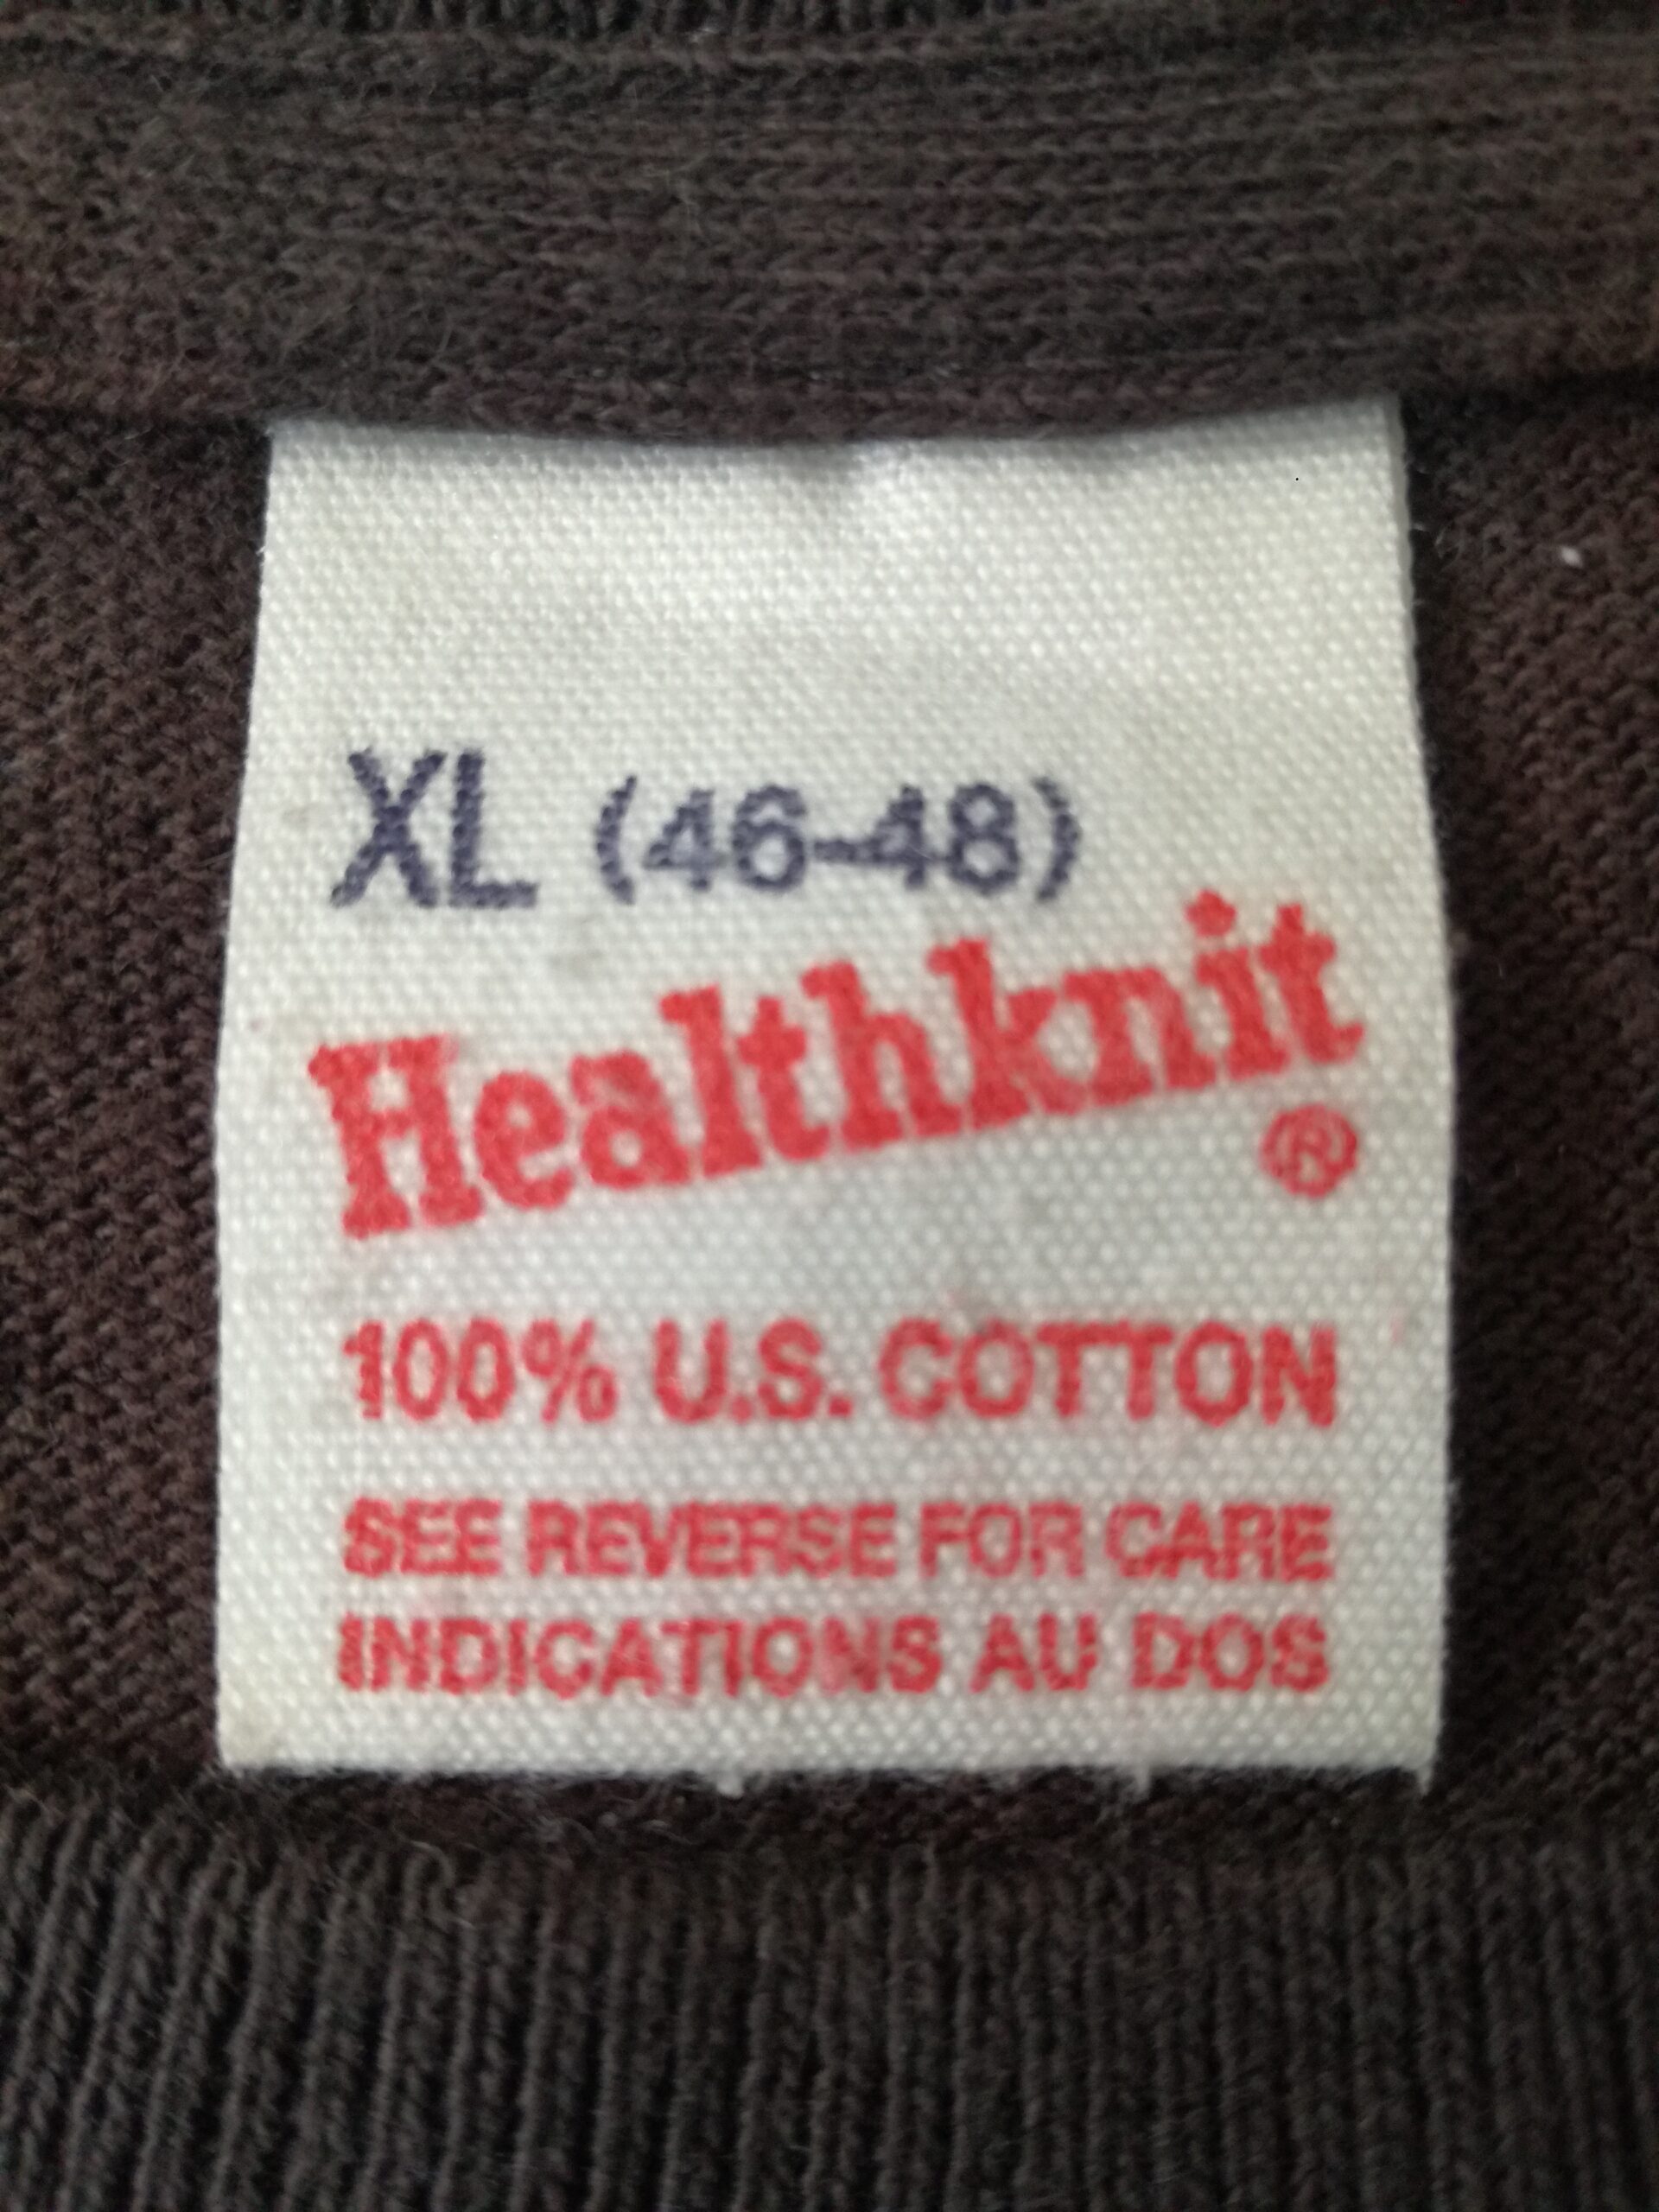 XL (46-48)
Healthknit
®
100% U.S. COTTON
SEE REVERSE FOR CARE
INDICATIONS AU DOS